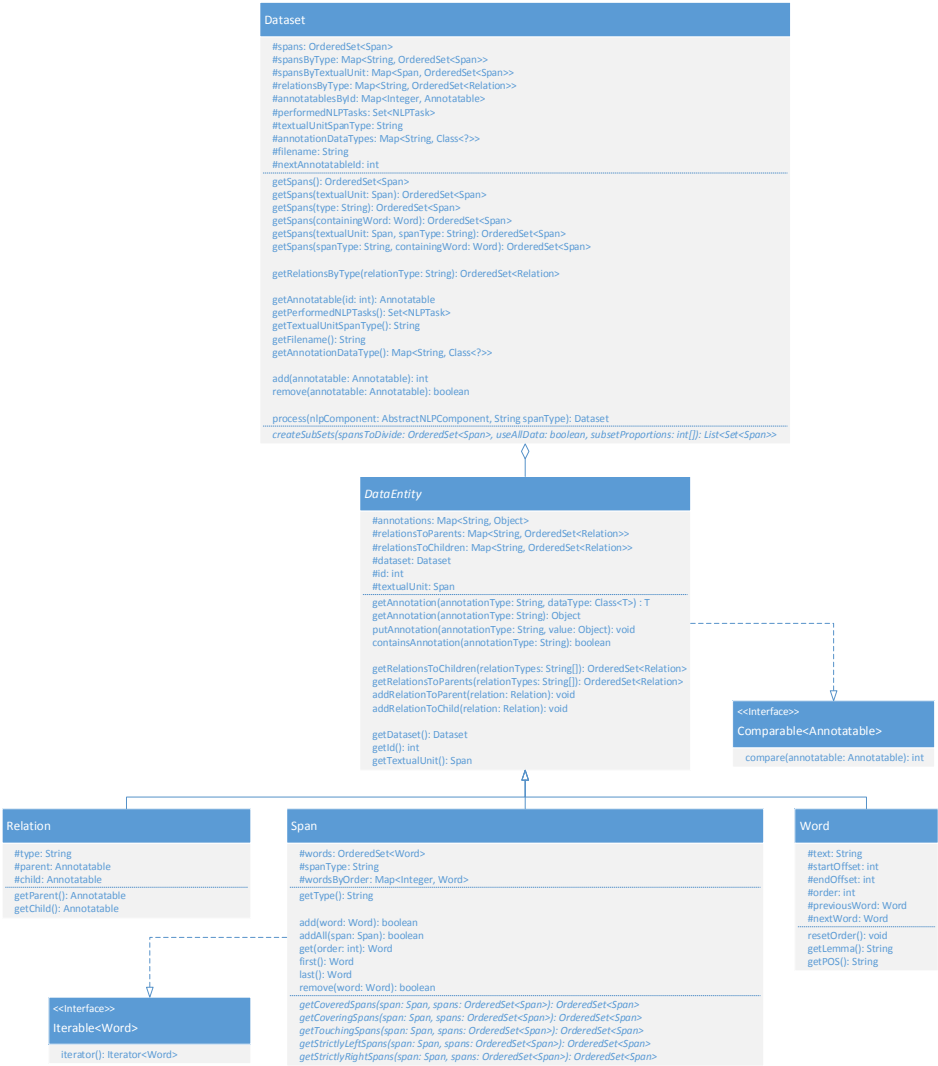 Dataset
#spans: OrderedSet<Span>
#spansByType: Map<String, OrderedSet<Span>>
#spansByTextualUnit: Map<Span, OrderedSet<Span>>
#relationsByType: Map<String, OrderedSet<Relation>>
#annotatablesById: Map<Integer, Annotatable>
#performedNLPTasks: Set<NLPTask>
#textualUnitSpanType: String
#annotationDataTypes: Map<String, Class<?>>
#filename: String
#nextAnnotatableId: int
getSpans(): OrderedSet<Span>
getSpans(textualUnit: Span): OrderedSet<Span>
getSpans(type: String): OrderedSet<Span>
getSpans(containingWord: Word): OrderedSet<Span>
getSpans(textualUnit: Span, spanType: String): OrderedSet<Span>
getSpans(spanType: String, containingWord: Word): OrderedSet<Span>
getRelationsByType(relationType: String): OrderedSet<Relation>
getAnnotatable(id: int): Annotatable
getPerformedNLPTasks(): Set<NLPTask>
getTextualUnitSpanType(): String
getFilename(): String
getAnnotationDataType(): Map<String, Class<?>>
add(annotatable: Annotatable): int
remove(annotatable: Annotatable): boolean
process(nlpComponent: AbstractNLPComponent, String spanType): Dataset
createSubSets(spansToDivide: OrderedSet<Span>, useAllData: boolean, subsetProportions: int[]): List<Set<Span>>
DataEntity
#annotations: Map<String, Object>
#relationsToParents: Map<String, OrderedSet<Relation>>
#relationsToChildren: Map<String, OrderedSet<Relation>>
#dataset: Dataset
#id: int
#textualUnit: Span
getAnnotation(annotationType: String, dataType: Class<T>) : T
getAnnotation(annotationType: String): Object
putAnnotation(annotationType: String, value: Object): void
containsAnnotation(annotationType: String): boolean
getRelationsToChildren(relationTypes: String[]): OrderedSet<Relation>
getRelationsToParents(relationTypes: String[]): OrderedSet<Relation>
addRelationToParent(relation: Relation): void
addRelationToChild(relation: Relation): void
getDataset(): Dataset
getId(): int
getTextualUnit(): Span
<<Interface>>
Comparable<Annotatable>
compare(annotatable: Annotatable): int
Relation
#type: String
#parent: Annotatable
#child: Annotatable
getParent(): Annotatable
getChild(): Annotatable
Span
#words: OrderedSet<Word>
#spanType: String
#wordsByOrder: Map<Integer, Word>
getType(): String
add(word: Word): boolean
addAll(span: Span): boolean
get(order: int): Word
first(): Word
last(): Word
remove(word: Word): boolean
getCoveredSpans(span: Span, spans: OrderedSet<Span>): OrderedSet<Span>
getCoveringSpans(span: Span, spans: OrderedSet<Span>): OrderedSet<Span>
getTouchingSpans(span: Span, spans: OrderedSet<Span>): OrderedSet<Span>
getStrictlyLeftSpans(span: Span, spans: OrderedSet<Span>): OrderedSet<Span>
getStrictlyRightSpans(span: Span, spans: OrderedSet<Span>): OrderedSet<Span>
Word
#text: String
#startOffset: int
#endOffset: int
#order: int
#previousWord: Word
#nextWord: Word
resetOrder(): void
getLemma(): String
getPOS(): String
<<Interface>>
Iterable<Word>
iterator(): Iterator<Word>